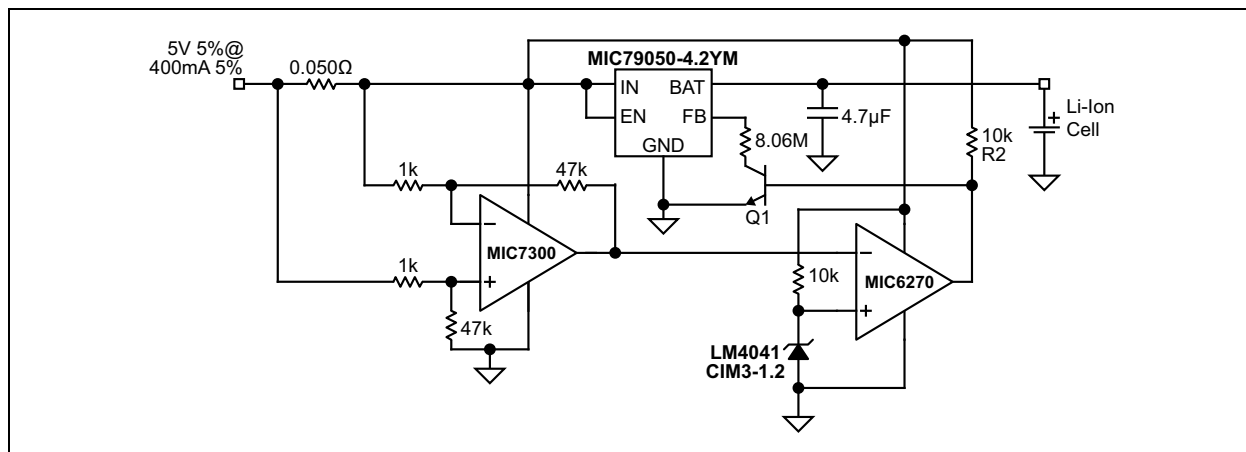 5V 5%@
400mA 5%
0.050Ω
MIC79050-4.2YM
IN
BAT
EN
FB
GND
4.7µF
8.06M
Li-Ion
Cell
+
10k
R2
1k
47k
Q1
−
MIC7300
+
1k
47k
10k
−
MIC6270
+
LM4041
CIM3-1.2